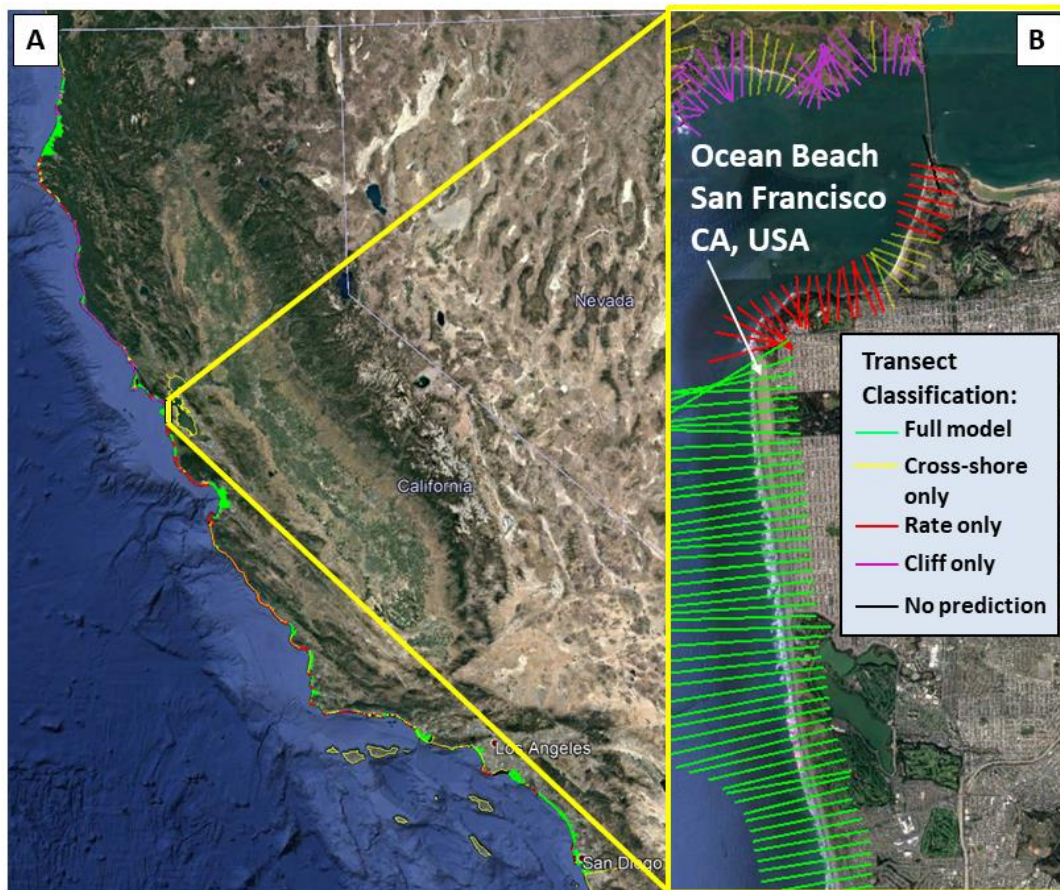 A
Nevada
California
Los Angeles
San Diego
B
Ocean Beach
San Francisco
CA, USA
Transect
Classification:
Full model
Cross-shore
only
Rate only
Cliff only
No prediction